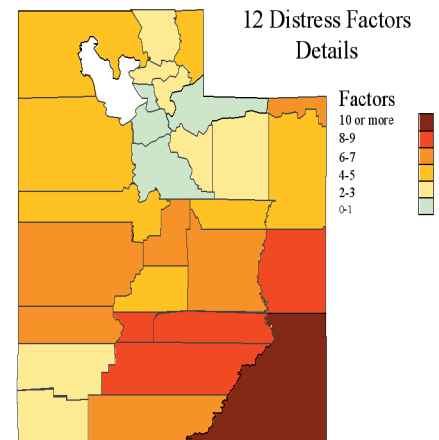 12 Distress Factors
Details
Factors
10 or more
8-9
6-7
4-5
2-3
0-1